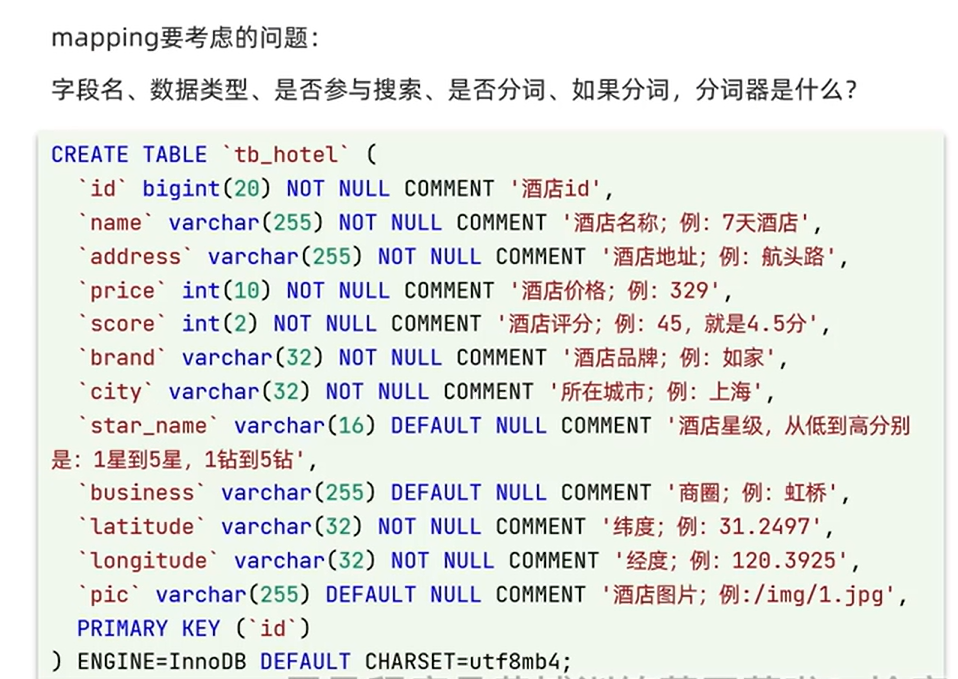 mapping要考虑的问题：
字段名、数据类型、是否参与搜索、是否分词、如果分词，分词器是什么？
CREATE TABLE `tb_hotel` (
`id` bigint(20) NOT NULL COMMENT '酒店id',
`name` varchar(255) NOT NULL COMMENT '酒店名称；例：7天酒店',
`address` varchar(255) NOT NULL COMMENT '酒店地址；例：航头路',
`price` int(10) NOT NULL COMMENT '酒店价格；例：329',
`score` int(2) NOT NULL COMMENT '酒店评分；例：45，就是4.5分',
`brand` varchar(32) NOT NULL COMMENT '酒店品牌；例：如家',
`city` varchar(32) NOT NULL COMMENT '所在城市；例：上海',
`star_name` varchar(16) DEFAULT NULL COMMENT '酒店星级，从低到高分别
是：1星到5星，1钻到5钻',
`business` varchar(255) DEFAULT NULL COMMENT '商圈；例：虹桥',
`latitude` varchar(32) NOT NULL COMMENT '纬度；例：31.2497',
`longitude` varchar(32) NOT NULL COMMENT '经度；例：120.3925',
`pic` varchar(255) DEFAULT NULL COMMENT '酒店图片；例:/img/1.jpg',
PRIMARY KEY (`id`)
) ENGINE=InnoDB DEFAULT CHARSET=utf8mb4;